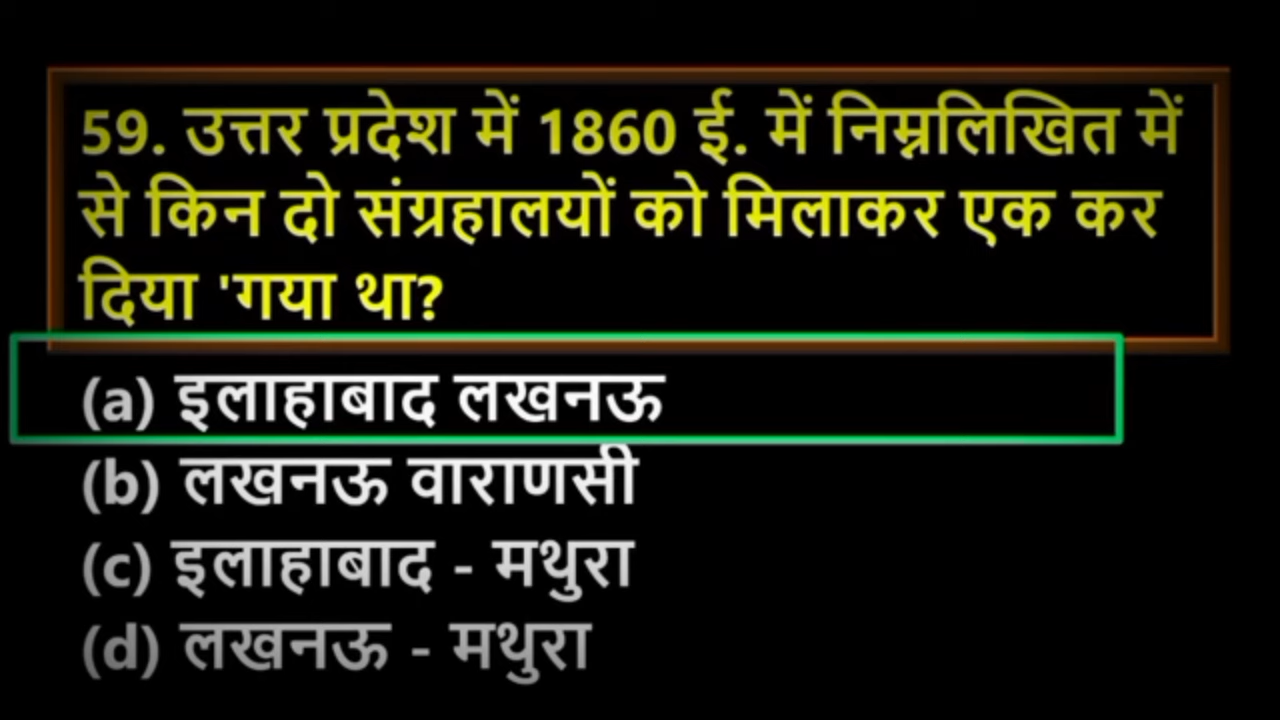 59. उत्तर प्रदेश में 1860 ई. में निम्नलिखित में
से किन दो संग्रहालयों को मिलाकर एक कर
दिया 'गया था?
(a) इलाहाबाद लखनऊ
(b) लखनऊ वाराणसी
(c) इलाहाबाद - मथुरा
(d) लखनऊ - मथुरा